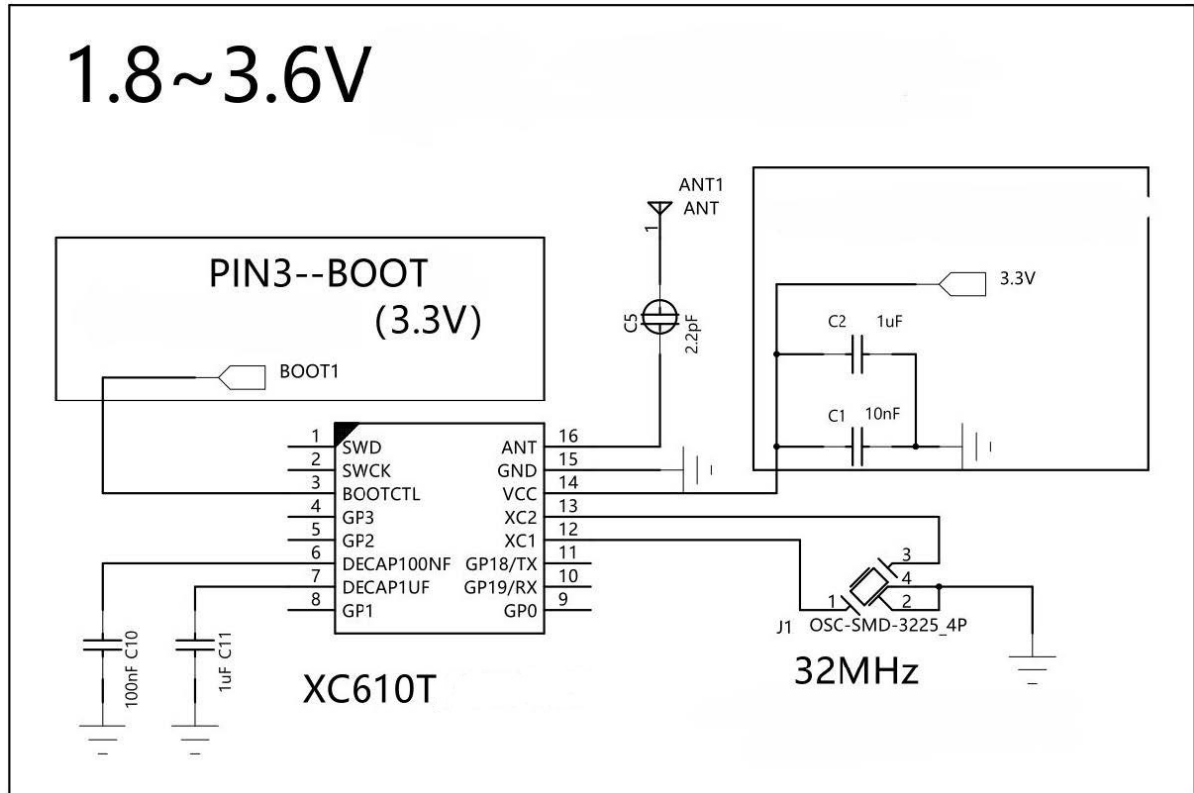 1.8~3.6V
ANT1
ANT
1
C5
2.2pF
PIN3--BOOT
(3.3V)
BOOT1
3.3V
C2 1uF
C1 10nF
1 SWD ANT 16
2 SWCK GND 15
3 BOOTCTL VCC 14
4 GP3 XC2 13
5 GP2 XC1 12
6 DECAP100NF GP18/TX 11
7 DECAP1UF GP19/RX 10
8 GP1 GP0 9
3
4
1 2
J1 OSC-SMD-3225_4P
32MHz
100nF C10
1uF C11
XC610T